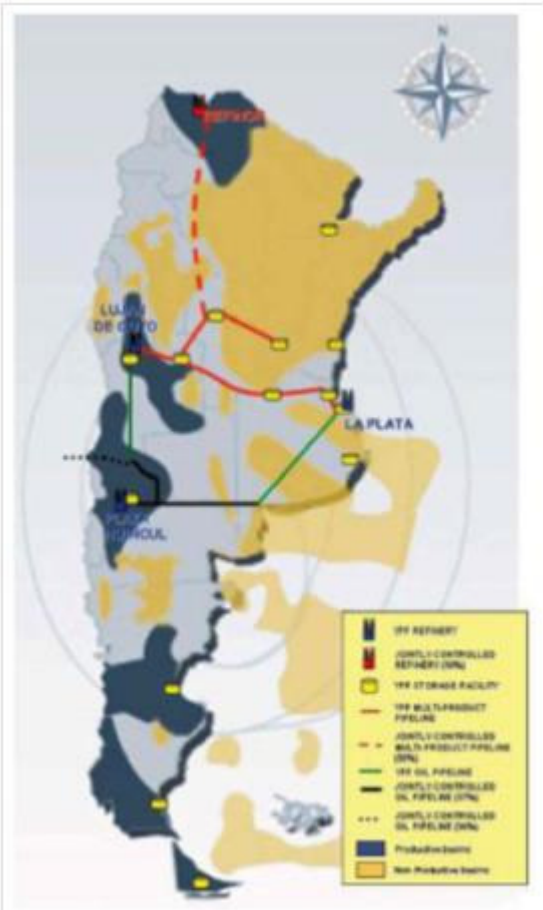 N
REFINOR
LUJAN
DE CUYO
LA PLATA
PLAZA
HUINCUL
YPF REFINERY
JOINTLY CONTROLLED
REFINERY (50%)
YPF STORAGE FACILITY
YPF MULTI-PRODUCT
PIPELINE
JOINTLY CONTROLLED
MULTI-PRODUCT PIPELINE
(50%)
YPF OIL PIPELINE
JOINTLY CONTROLLED
OIL PIPELINE (37%)
JOINTLY CONTROLLED
OIL PIPELINE (36%)
Productive basins
Non Productive basins